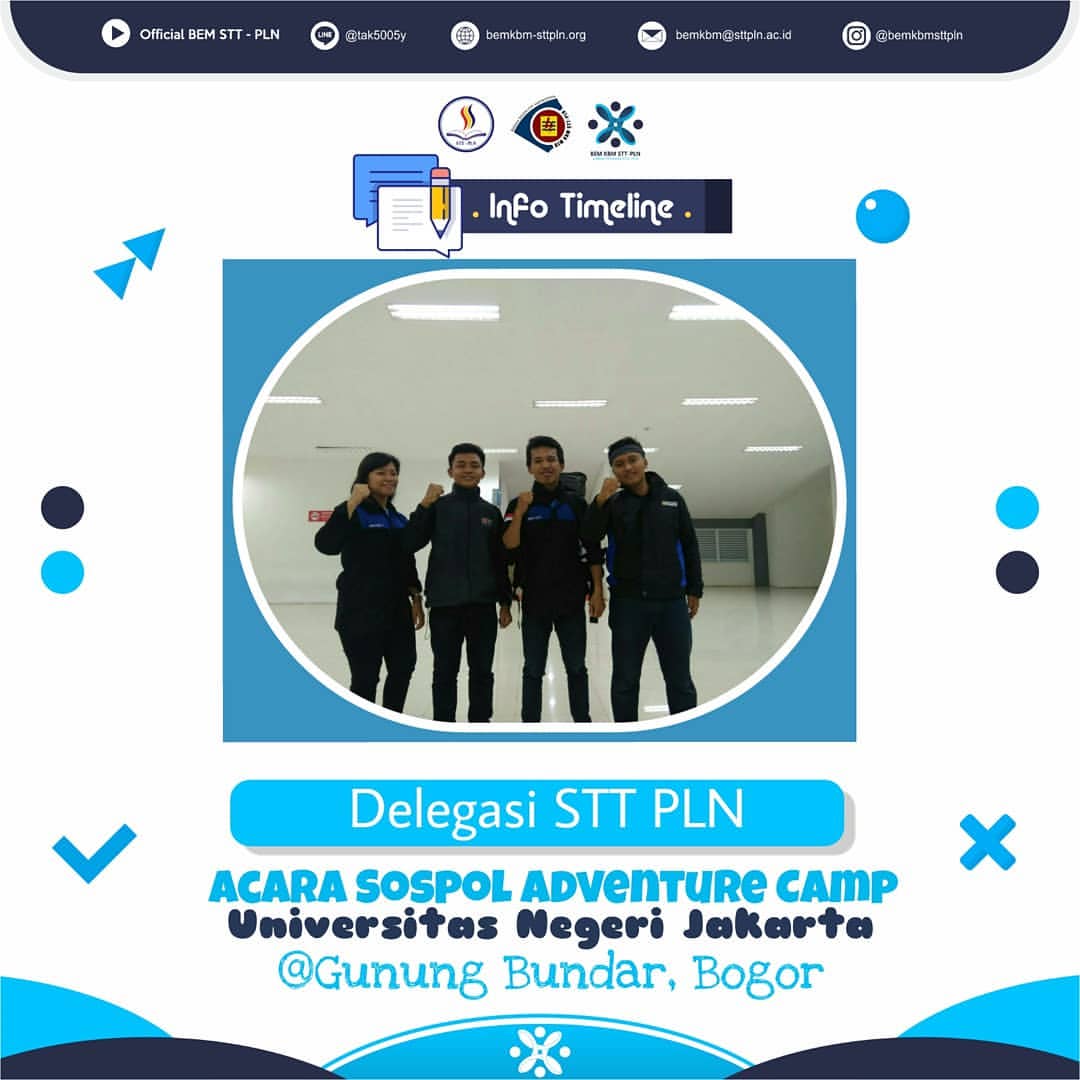 Official BEM STT - PLN
LINE
@tak5005y
bemkbm-sttpln.org
bemkbm@sttpln.ac.id
@bemkbmsttpln
STT - PLN
BEM KBM STT-PLN
. Info Timeline .
Delegasi STT PLN
Acara Sospol Adventure Camp
Universitas Negeri Jakarta
@Gunung Bundar, Bogor